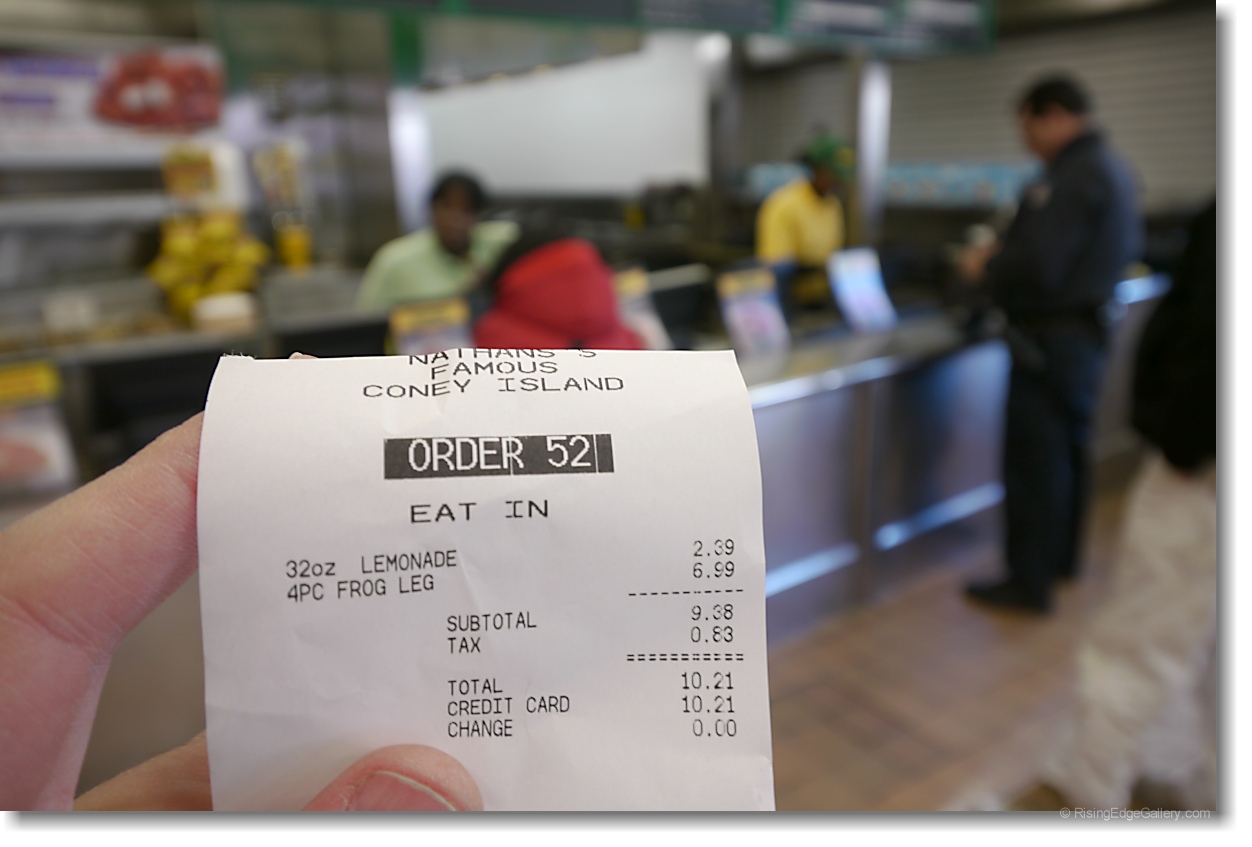 NATHANS S
FAMOUS
CONEY ISLAND
ORDER 52
EAT IN
32oz LEMONADE 2.39
4PC FROG LEG 6.99
------------
SUBTOTAL 9.38
TAX 0.83
============
TOTAL 10.21
CREDIT CARD 10.21
CHANGE 0.00
© RisingEdgeGallery.com